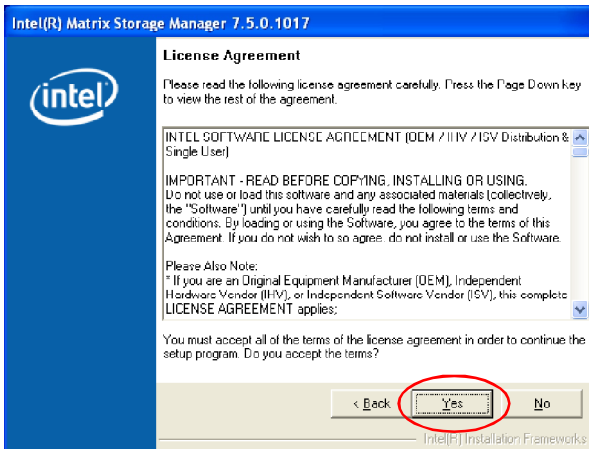 Intel(R) Matrix Storage Manager 7.5.0.1017
intel
License Agreement
Please read the following license agreement carefully. Press the Page Down key
to view the rest of the agreement.
INTEL SOFTWARE LICENSE AGREEMENT (OEM / IHV / ISV Distribution &
Single User)
IMPORTANT - READ BEFORE COPYING, INSTALLING OR USING.
Do not use or load this software and any associated materials (collectively,
the "Software") until you have carefully read the following terms and
conditions. By loading or using the Software, you agree to the terms of this
Agreement. If you do not wish to so agree, do not install or use the Software.
Please Also Note:
* If you are an Original Equipment Manufacturer (OEM), Independent
Hardware Vendor (IHV), or Independent Software Vendor (ISV), this complete
LICENSE AGREEMENT applies;
You must accept all of the terms of the license agreement in order to continue the
setup program. Do you accept the terms?
< Back
Yes
No
Intel(R) Installation Frameworks